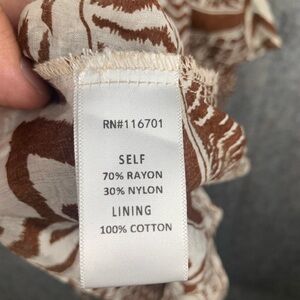 RN#116701
SELF
70% RAYON
30% NYLON
LINING
100% COTTON